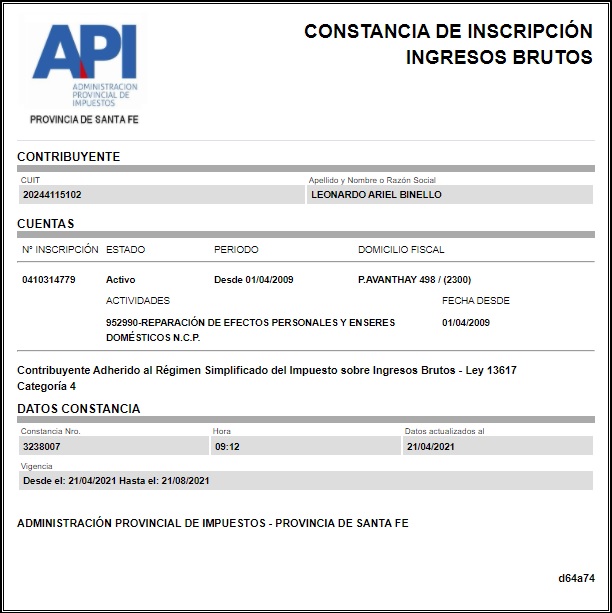 API
ADMINISTRACION
PROVINCIAL DE
IMPUESTOS
PROVINCIA DE SANTA FE
CONSTANCIA DE INSCRIPCIÓN
INGRESOS BRUTOS
CONTRIBUYENTE
CUIT Apellido y Nombre o Razón Social
20244115102 LEONARDO ARIEL BINELLO
CUENTAS
N° INSCRIPCIÓN ESTADO PERIODO DOMICILIO FISCAL
0410314779 Activo Desde 01/04/2009 P.AVANTHAY 498 / (2300)
ACTIVIDADES FECHA DESDE
952990-REPARACIÓN DE EFECTOS PERSONALES Y ENSERES 01/04/2009
DOMÉSTICOS N.C.P.
Contribuyente Adherido al Régimen Simplificado del Impuesto sobre Ingresos Brutos - Ley 13617
Categoría 4
DATOS CONSTANCIA
Constancia Nro. Hora Datos actualizados al
3238007 09:12 21/04/2021
Vigencia
Desde el: 21/04/2021 Hasta el: 21/08/2021
ADMINISTRACIÓN PROVINCIAL DE IMPUESTOS - PROVINCIA DE SANTA FE
d64a74